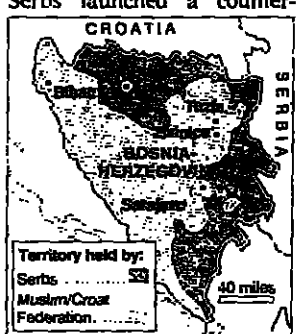 Serbs launched a counter-
CROATIA
Bihac
Tuzla
SERBIA
BOSNIA-
HERZEGOVINA
Sarajevo
Territory held by:
Serbs
Muslim/Croat
Federation
40 miles